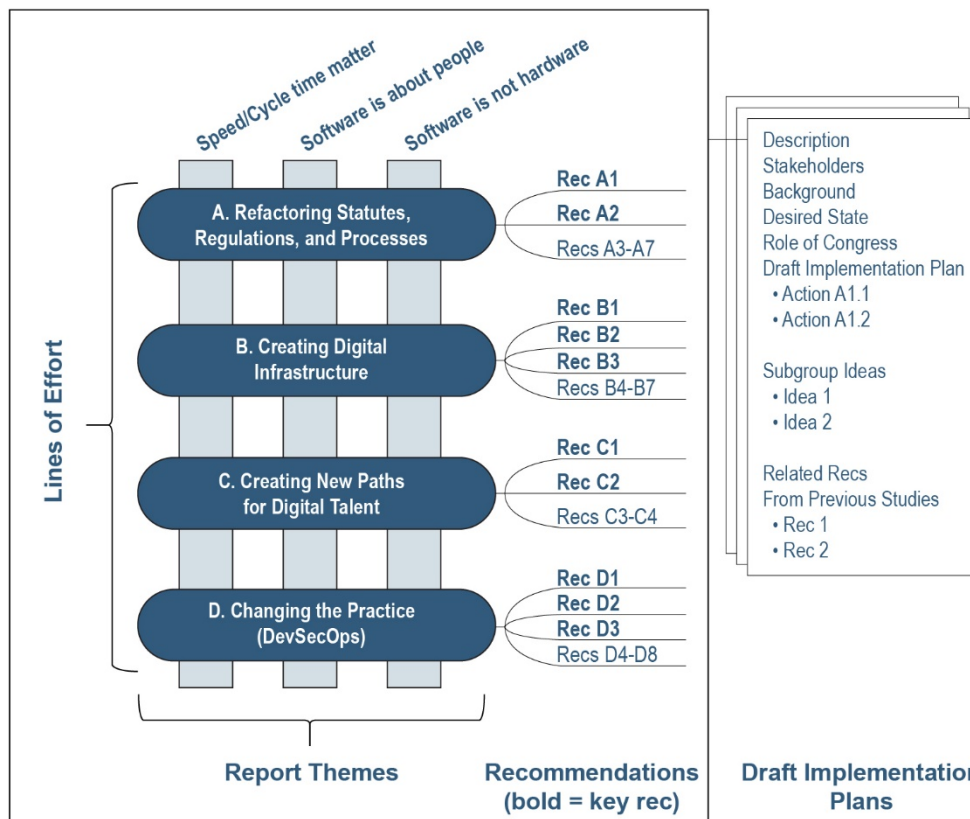 Speed/Cycle time matter
Software is about people
Software is not hardware
Lines of Effort
A. Refactoring Statutes,
Regulations, and Processes
Rec A1
Rec A2
Recs A3-A7
B. Creating Digital
Infrastructure
Rec B1
Rec B2
Rec B3
Recs B4-B7
C. Creating New Paths
for Digital Talent
Rec C1
Rec C2
Recs C3-C4
D. Changing the Practice
(DevSecOps)
Rec D1
Rec D2
Rec D3
Recs D4-D8
Report Themes
Recommendations
(bold = key rec)
Description
Stakeholders
Background
Desired State
Role of Congress
Draft Implementation Plan
• Action A1.1
• Action A1.2
Subgroup Ideas
• Idea 1
• Idea 2
Related Recs
From Previous Studies
• Rec 1
• Rec 2
Draft Implementation
Plans